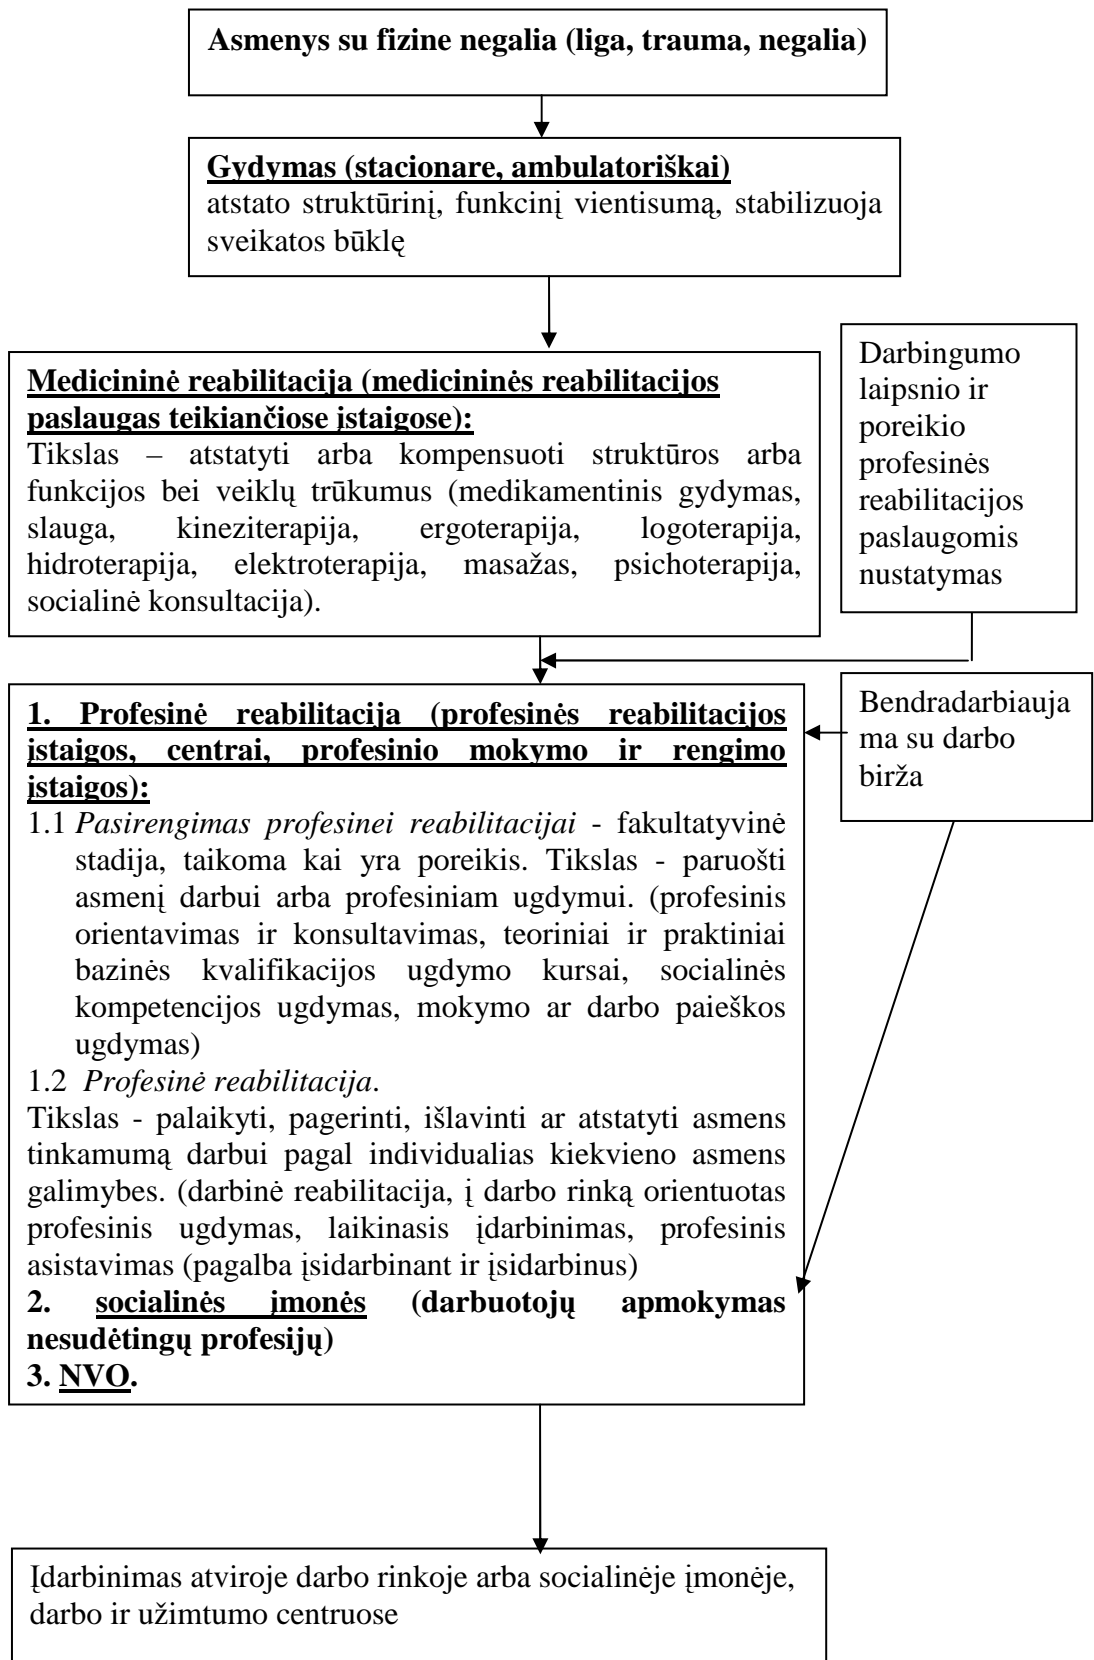 Asmenys su fizine negalia (liga, trauma, negalia)
Gydymas (stacionare, ambulatoriškai)
atstato struktūrinį, funkcinį vientisumą, stabilizuoja
sveikatos būklę
Medicininė reabilitacija (medicininės reabilitacijos
paslaugas teikiančiose įstaigose):
Tikslas – atstatyti arba kompensuoti struktūros arba
funkcijos bei veiklų trūkumus (medikamentinis gydymas,
slauga, kineziterapija, ergoterapija, logoterapija,
hidroterapija, elektroterapija, masažas, psichoterapija,
socialinė konsultacija).
Darbingumo
laipsnio ir
poreikio
profesinės
reabilitacijos
paslaugomis
nustatymas
1. Profesinė reabilitacija (profesinės reabilitacijos
įstaigos, centrai, profesinio mokymo ir rengimo
įstaigos):
1.1 Pasirengimas profesinei reabilitacijai - fakultatyvinė
stadija, taikoma kai yra poreikis. Tikslas - paruošti
asmenį darbui arba profesiniam ugdymui. (profesinis
orientavimas ir konsultavimas, teoriniai ir praktiniai
bazinės kvalifikacijos ugdymo kursai, socialinės
kompetencijos ugdymas, mokymo ar darbo paieškos
ugdymas)
1.2 Profesinė reabilitacija.
Tikslas - palaikyti, pagerinti, išlavinti ar atstatyti asmens
tinkamumą darbui pagal individualias kiekvieno asmens
galimybes. (darbinė reabilitacija, į darbo rinką orientuotas
profesinis ugdymas, laikinasis įdarbinimas, profesinis
asistavimas (pagalba įsidarbinant ir įsidarbinus)
2. socialinės įmonės (darbuotojų apmokymas
nesudėtingų profesijų)
3. NVO.
Bendradarbiauja
ma su darbo
birža
Įdarbinimas atviroje darbo rinkoje arba socialinėje įmonėje,
darbo ir užimtumo centruose